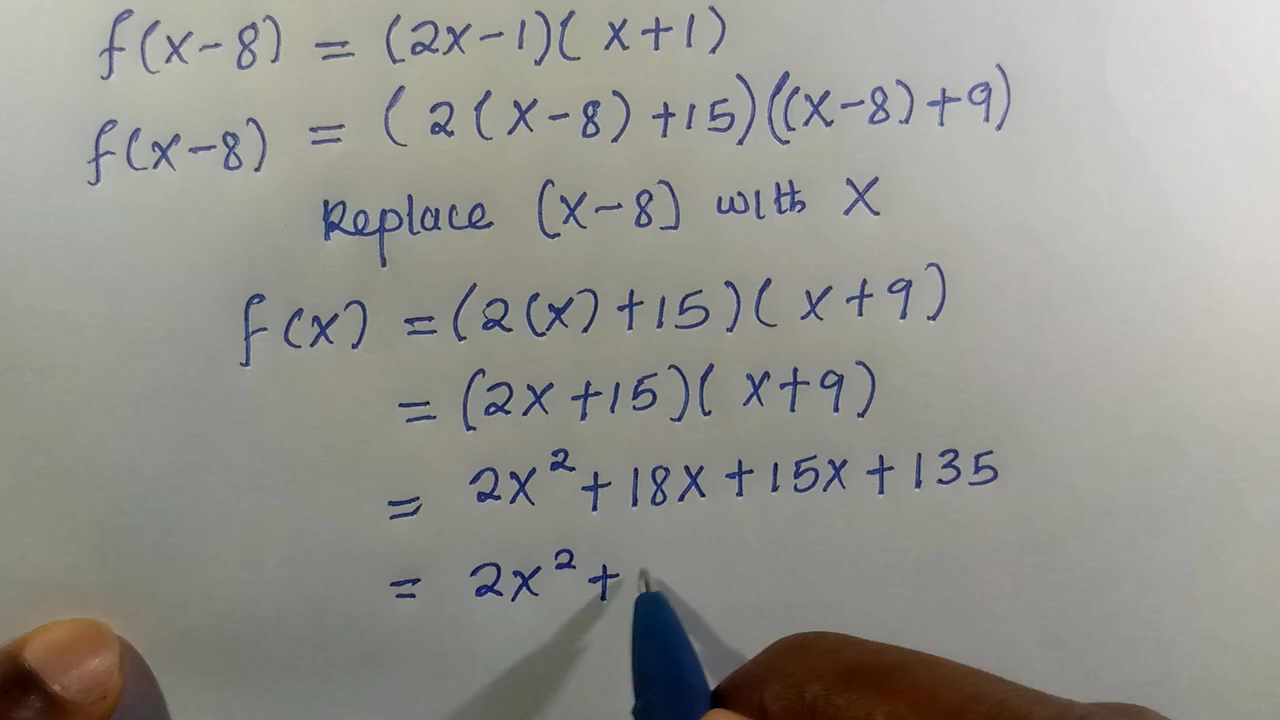 f(x-8) = (2x-1)(x+1)
f(x-8) = (2(x-8)+15)((x-8)+9)
Replace (x-8) with x
f(x) = (2(x)+15)(x+9)
= (2x+15)(x+9)
= 2x²+18x+15x+135
= 2x²+